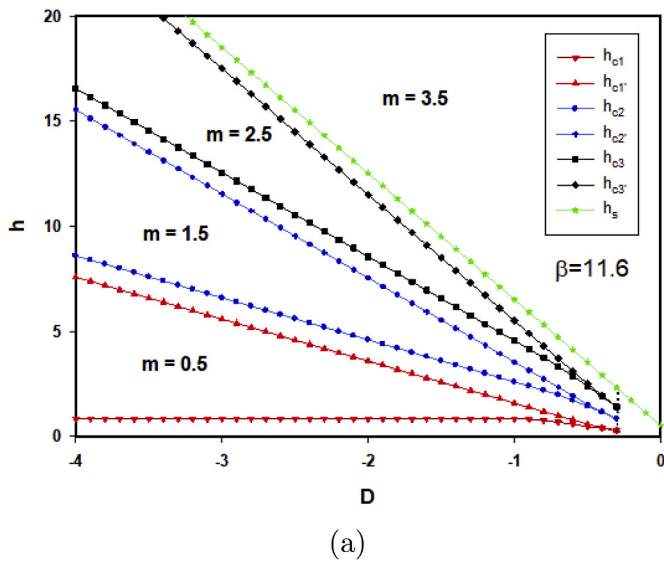 20
15
10
5
0
h
m = 3.5
m = 2.5
m = 1.5
m = 0.5
h_c1
h_c1'
h_c2
h_c2'
h_c3
h_c3'
h_s
β=11.6
-4 -3 -2 -1 0
D
(a)